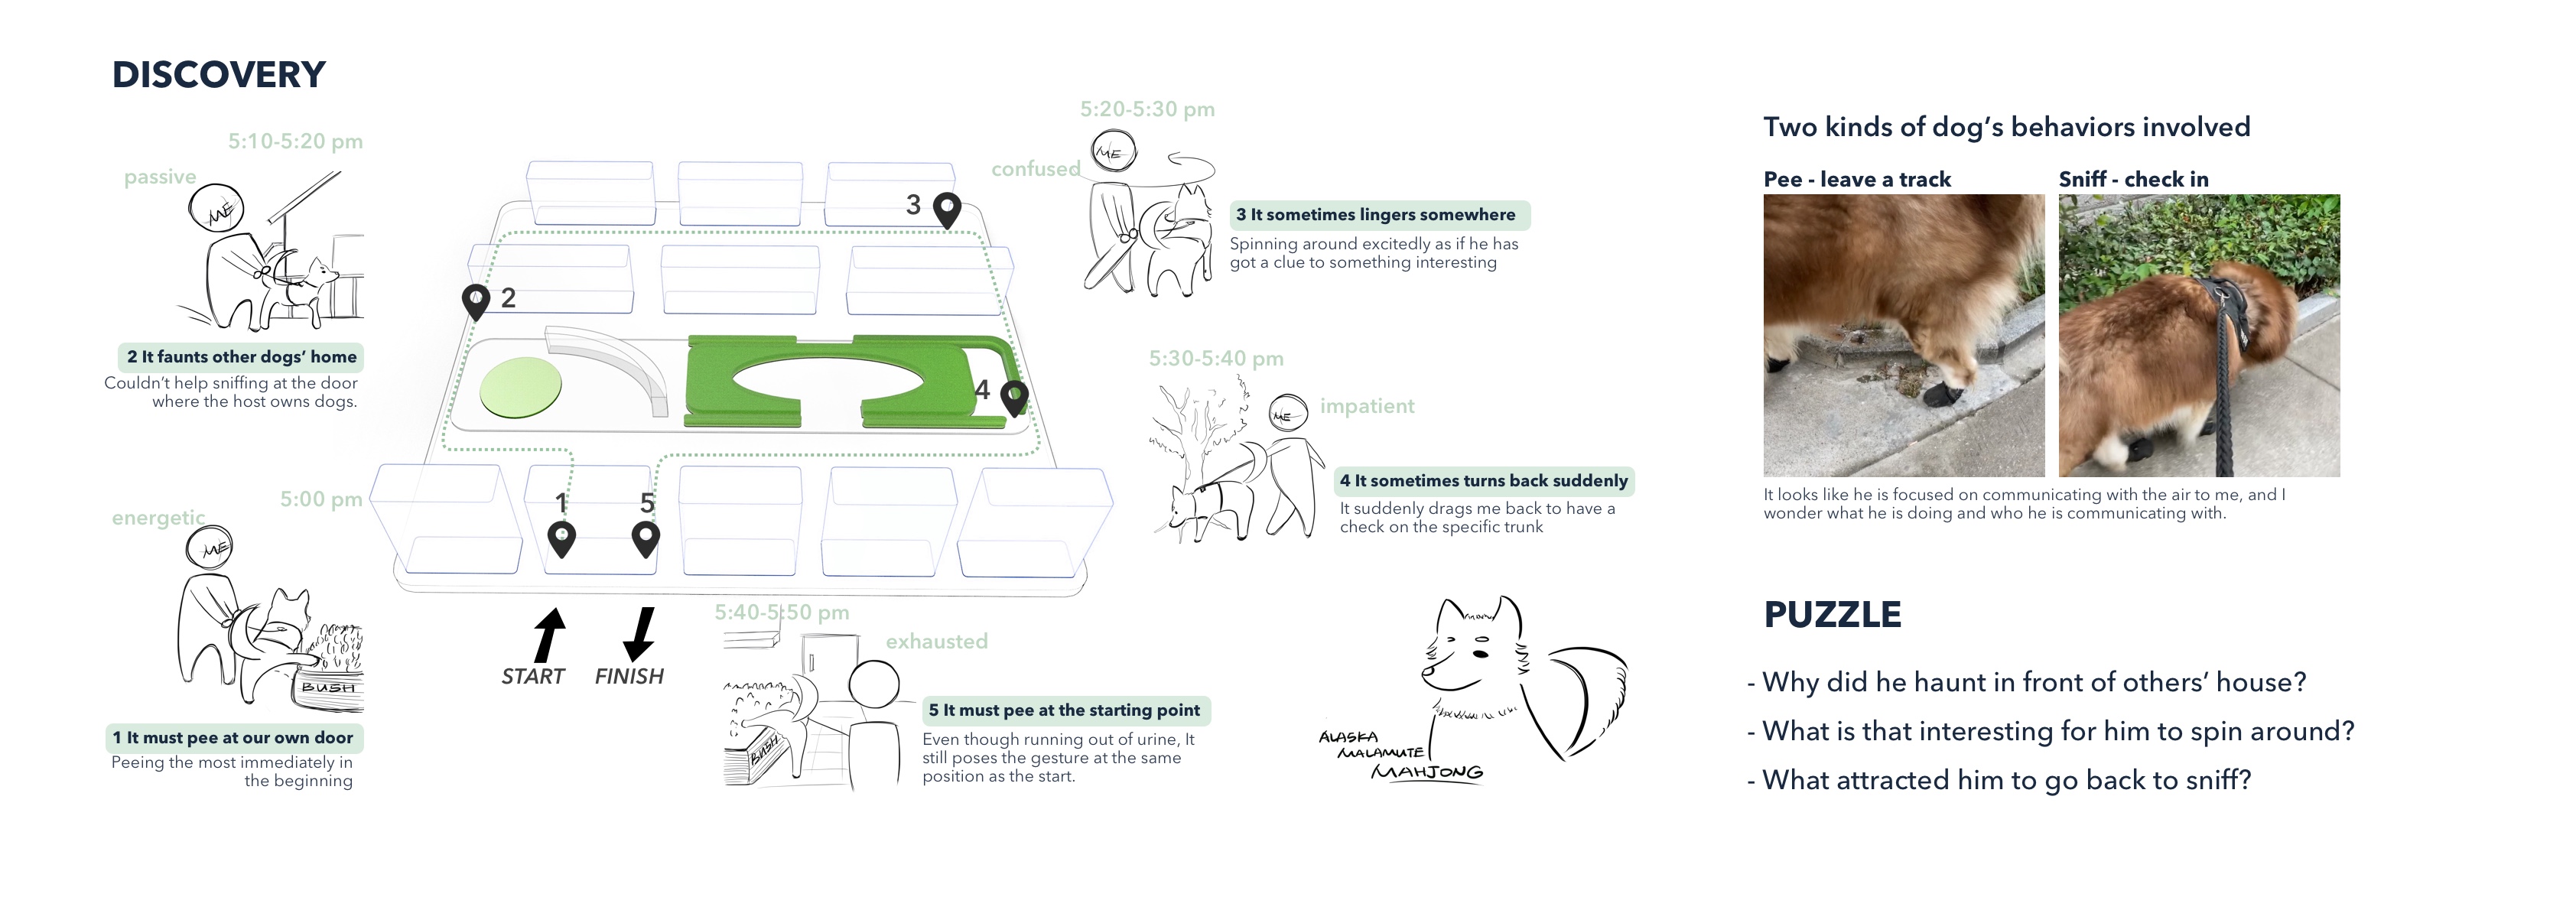 DISCOVERY
5:10-5:20 pm
passive
ME
2 It faunts other dogs' home
Couldn't help sniffing at the door
where the host owns dogs.
5:00 pm
energetic
ME
BUSH
1 It must pee at our own door
Peeing the most immediately in
the beginning
3
2
4
1
5
START
FINISH
5:20-5:30 pm
confused
ME
3 It sometimes lingers somewhere
Spinning around excitedly as if he has
got a clue to something interesting
5:30-5:40 pm
impatient
ME
4 It sometimes turns back suddenly
It suddenly drags me back to have a
check on the specific trunk
5:40-5:50 pm
exhausted
BUSH
5 It must pee at the starting point
Even though running out of urine, It
still poses the gesture at the same
position as the start.
ALASKA
MALAMUTE
MAHJONG
Two kinds of dog's behaviors involved
Pee - leave a track
Sniff - check in
It looks like he is focused on communicating with the air to me, and I
wonder what he is doing and who he is communicating with.
PUZZLE
- Why did he haunt in front of others' house?
- What is that interesting for him to spin around?
- What attracted him to go back to sniff?